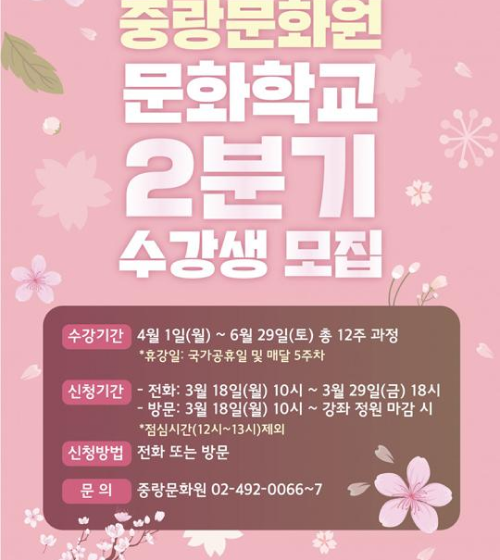 중랑문화원
문화학교
2분기
수강생 모집
수강기간 4월 1일(월) ~ 6월 29일(토) 총 12주 과정
*휴강일: 국가공휴일 및 매달 5주차
신청기간 - 전화: 3월 18일(월) 10시 ~ 3월 29일(금) 18시
- 방문: 3월 18일(월) 10시 ~ 강좌 정원 마감 시
*점심시간(12시~13시)제외
신청방법 전화 또는 방문
문 의 중랑문화원 02-492-0066~7